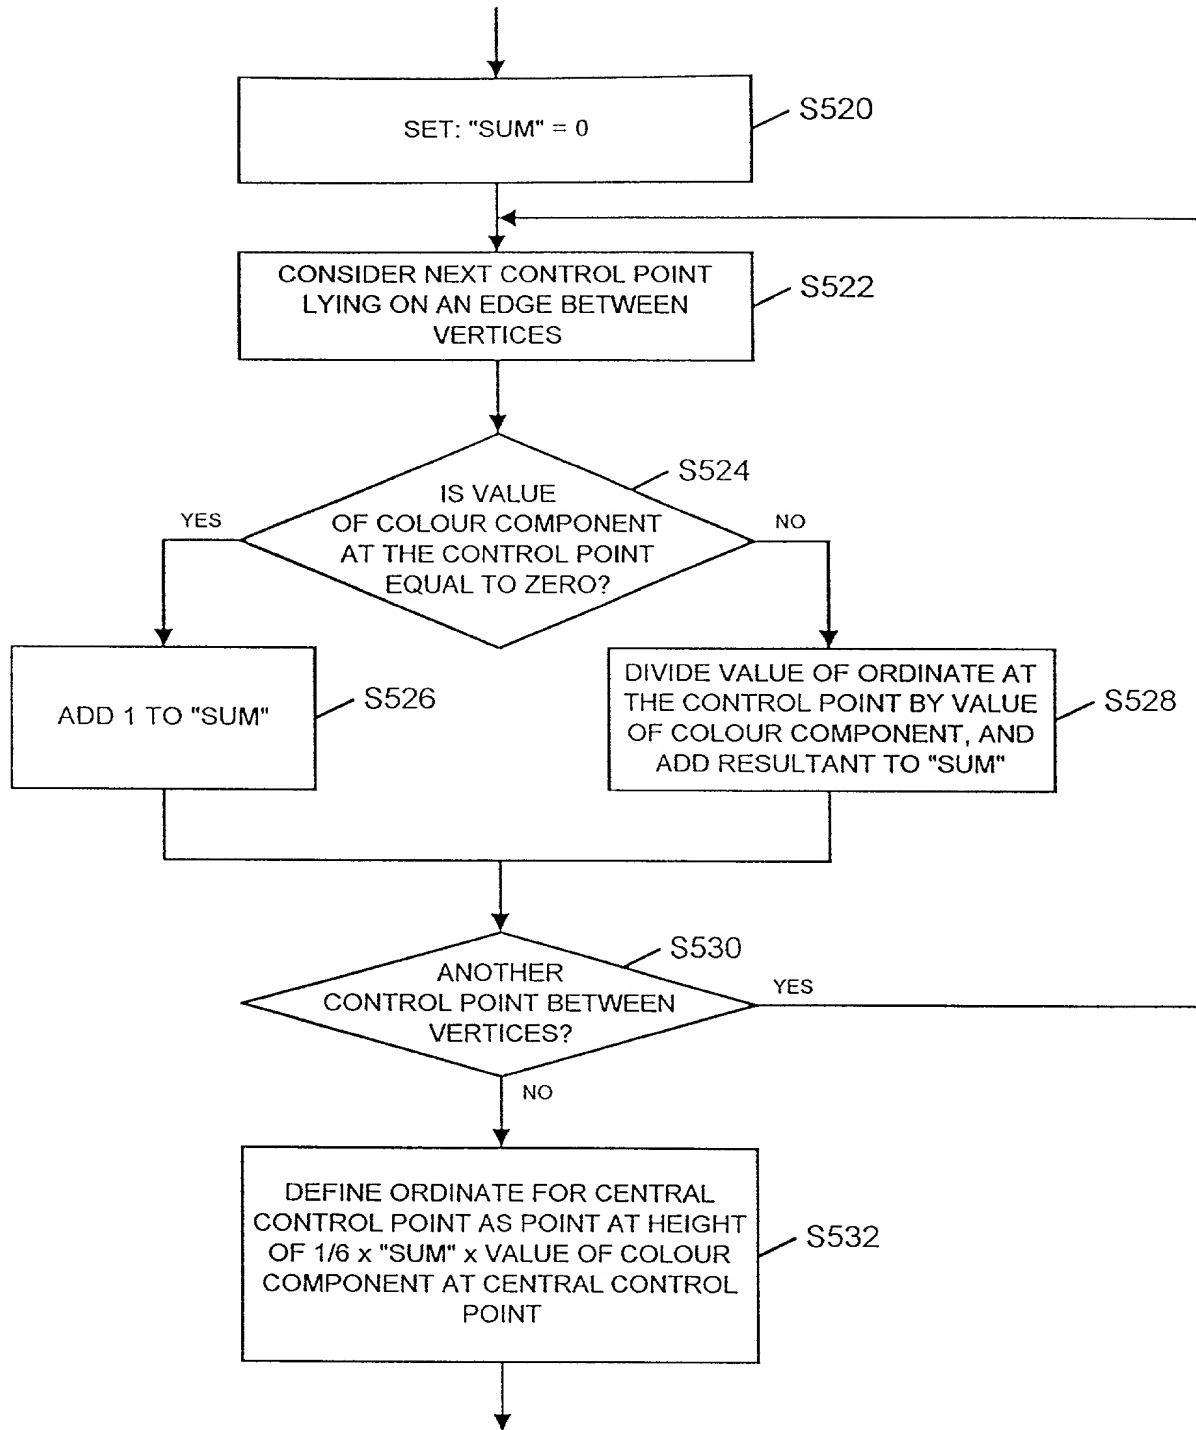 SET: "SUM" = 0
S520
CONSIDER NEXT CONTROL POINT
LYING ON AN EDGE BETWEEN
VERTICES
S522
S524
IS VALUE
OF COLOUR COMPONENT
AT THE CONTROL POINT
EQUAL TO ZERO?
YES
NO
ADD 1 TO "SUM"
S526
DIVIDE VALUE OF ORDINATE AT
THE CONTROL POINT BY VALUE
OF COLOUR COMPONENT, AND
ADD RESULTANT TO "SUM"
S528
S530
ANOTHER
CONTROL POINT BETWEEN
VERTICES?
YES
NO
DEFINE ORDINATE FOR CENTRAL
CONTROL POINT AS POINT AT HEIGHT
OF 1/6 x "SUM" x VALUE OF COLOUR
COMPONENT AT CENTRAL CONTROL
POINT
S532